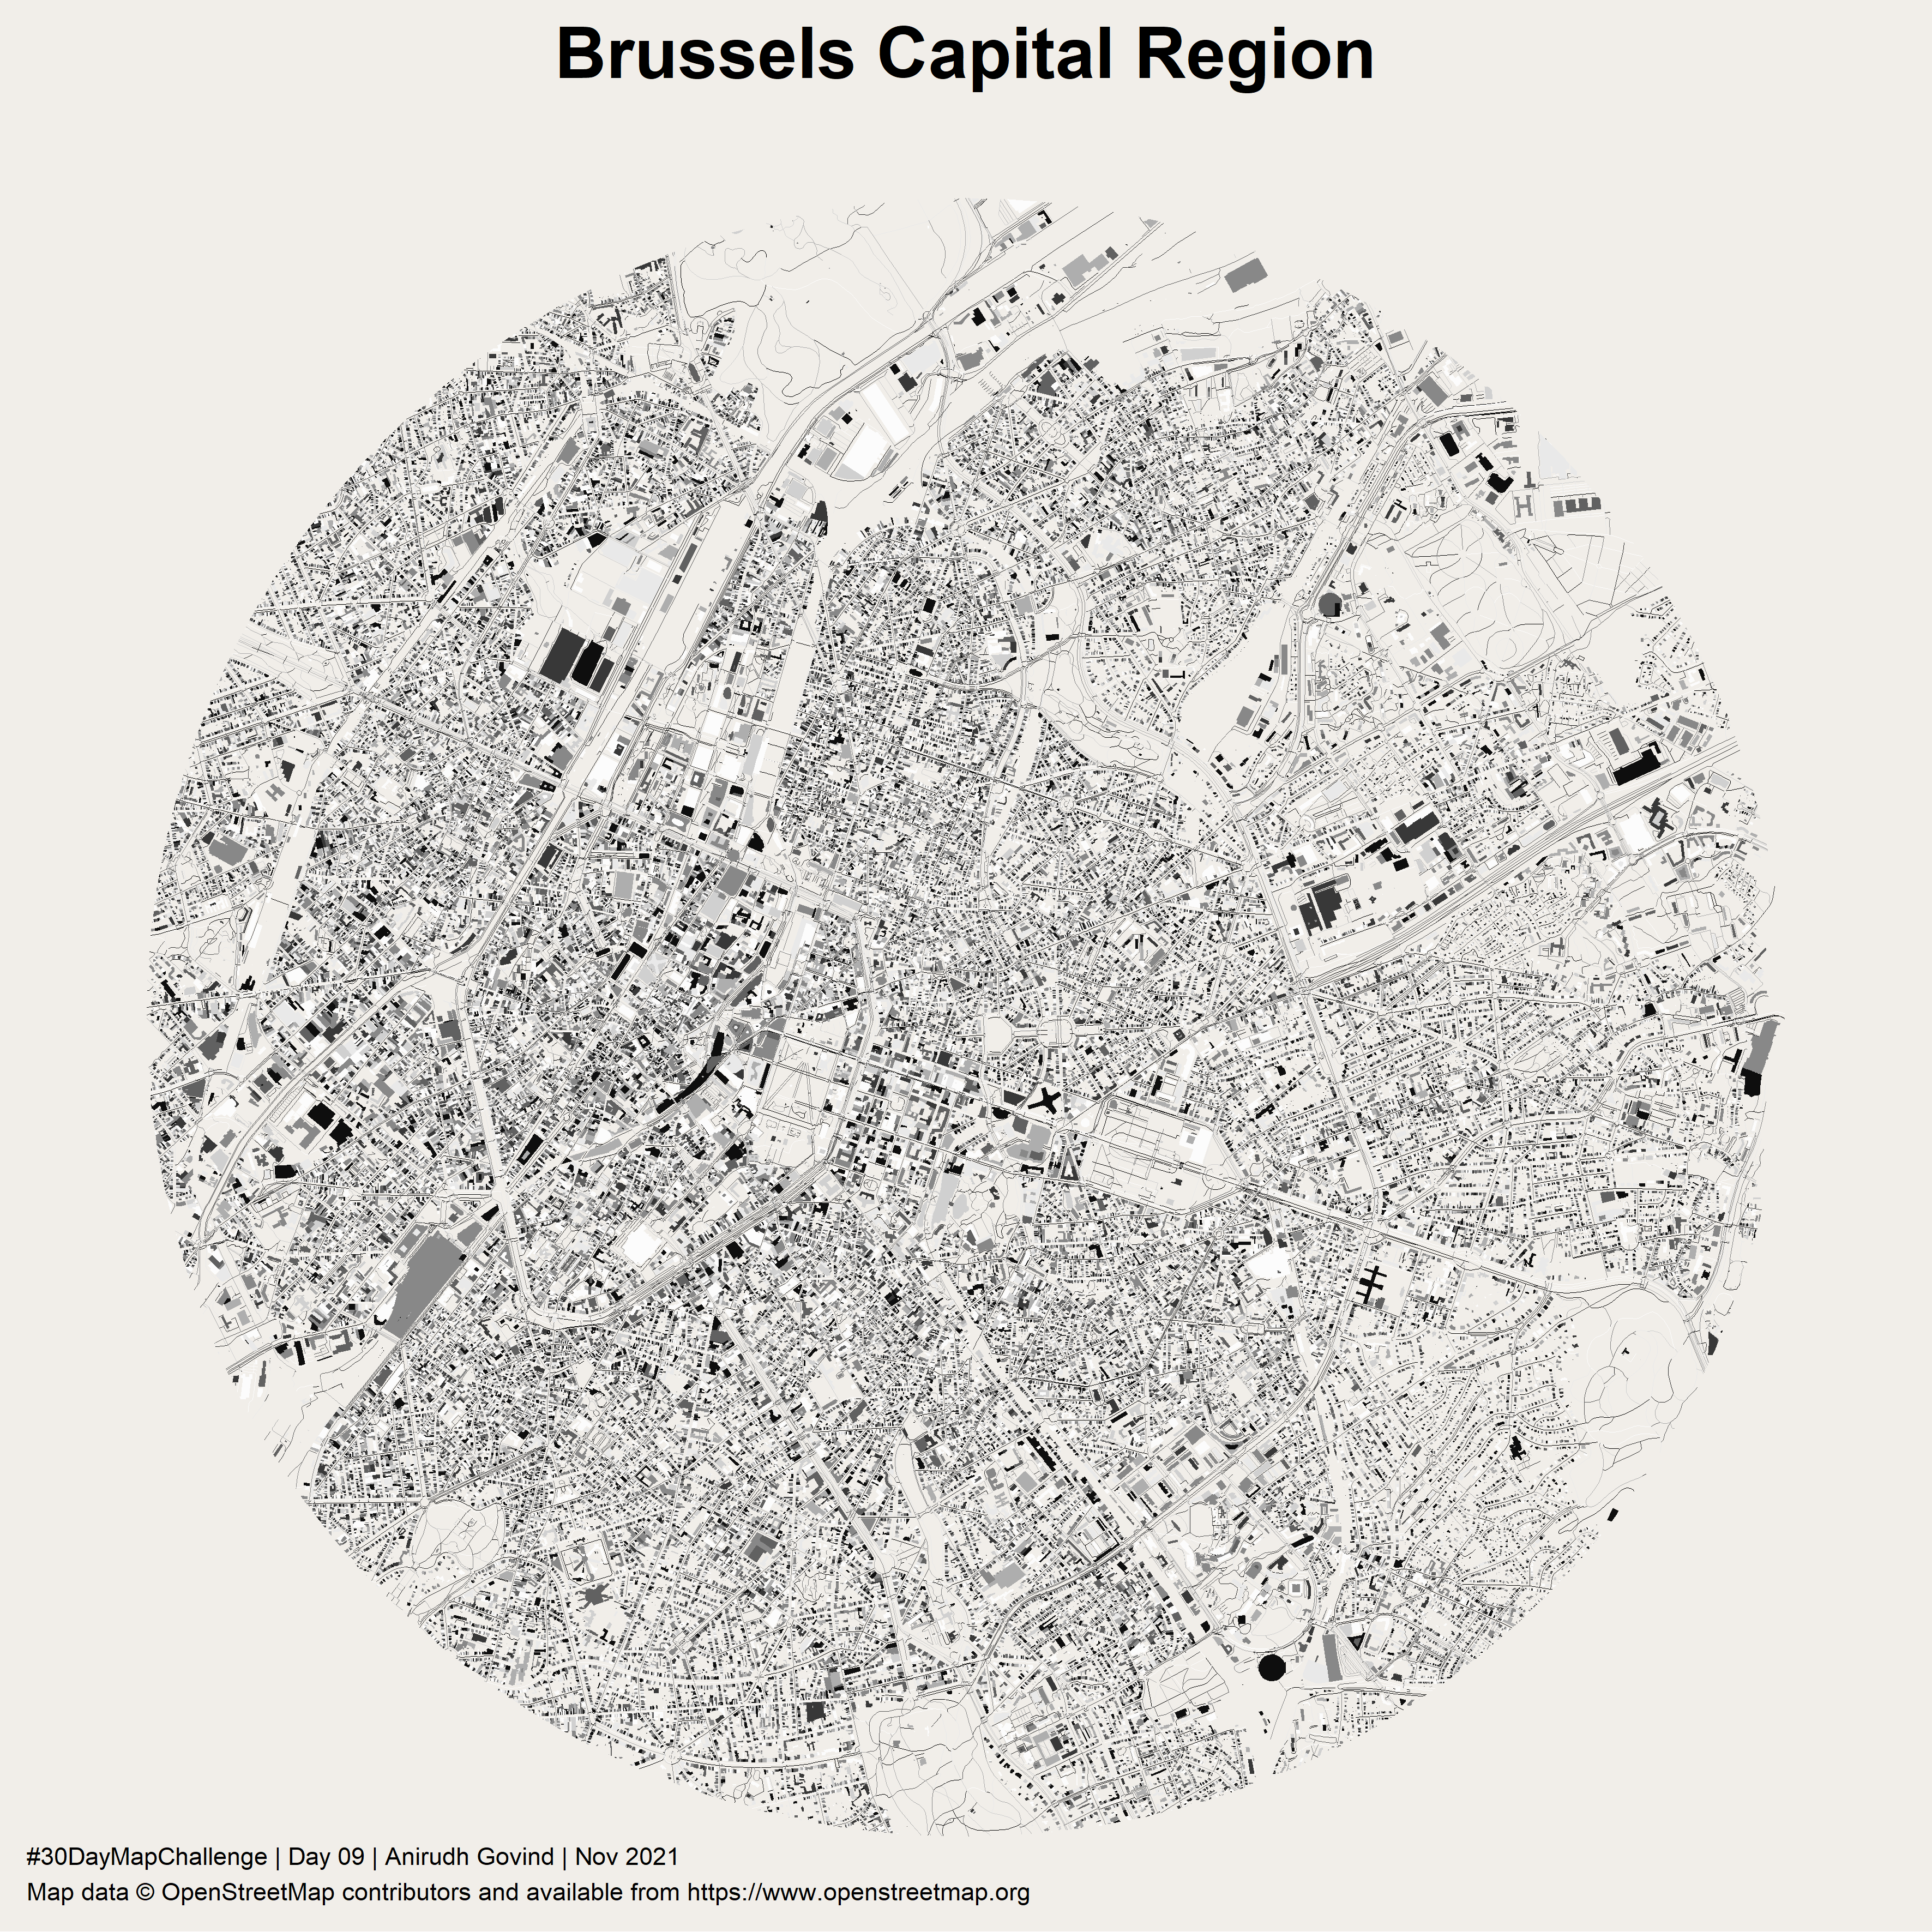 Brussels Capital Region
#30DayMapChallenge | Day 09 | Anirudh Govind | Nov 2021
Map data © OpenStreetMap contributors and available from https://www.openstreetmap.org